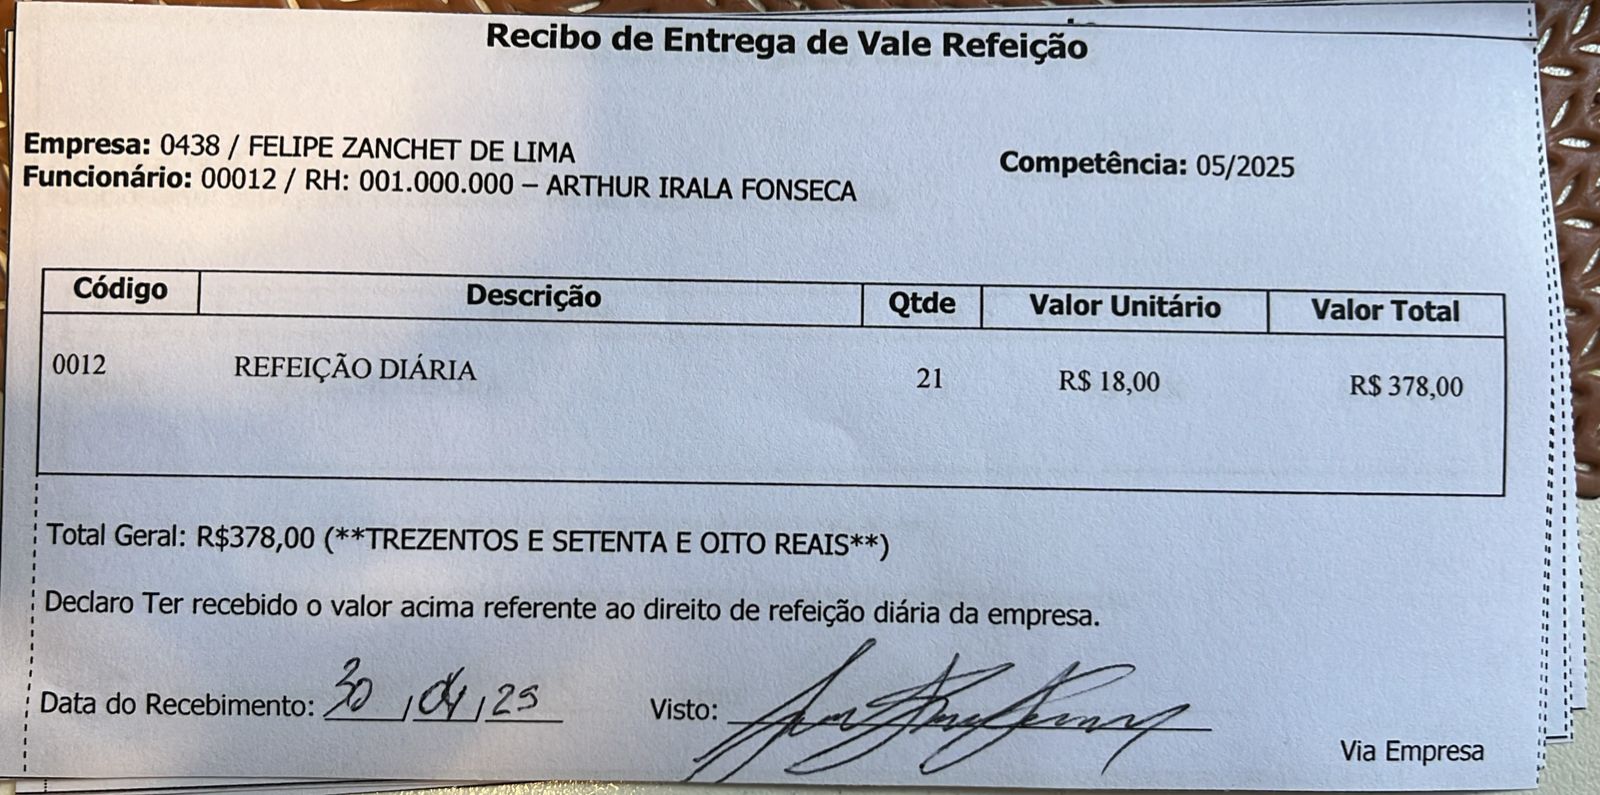 Recibo de Entrega de Vale Refeição
Empresa: 0438 / FELIPE ZANCHET DE LIMA
Funcionário: 00012 / RH: 001.000.000 – ARTHUR IRALA FONSECA
Competência: 05/2025
Código Descrição Qtde Valor Unitário Valor Total
0012 REFEIÇÃO DIÁRIA 21 R$ 18,00 R$ 378,00
Total Geral: R$378,00 (**TREZENTOS E SETENTA E OITO REAIS**)
Declaro Ter recebido o valor acima referente ao direito de refeição diária da empresa.
Data do Recebimento: 30/04/25 Visto:
Via Empresa